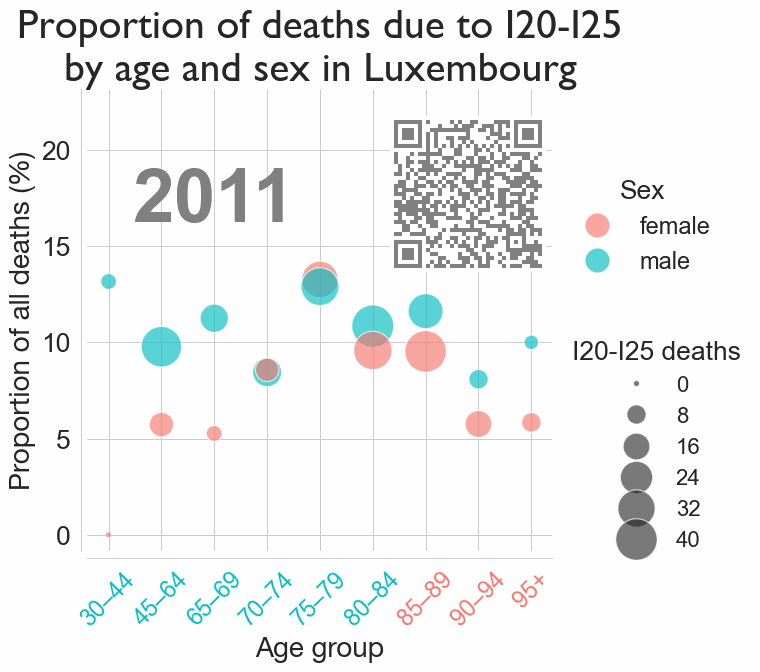 Proportion of deaths due to I20-I25
by age and sex in Luxembourg
Proportion of all deaths (%)
20
15
10
5
0
2011
Sex
female
male
I20-I25 deaths
0
8
16
24
32
40
30–44
45–64
65–69
70–74
75–79
80–84
85–89
90–94
95+
Age group